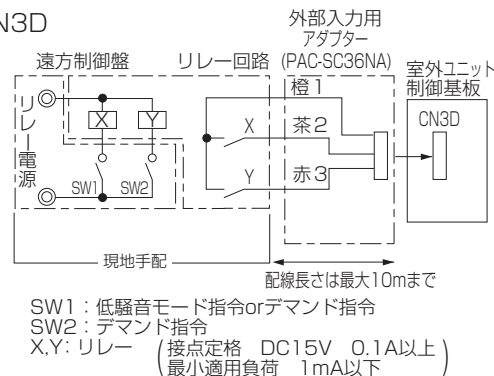 N3D
遠方制御盤
リレー回路
外部入力用
アダプター
(PAC-SC36NA)
室外ユニット
制御基板
リレー電源
X
Y
SW1
SW2
X
Y
橙1
茶2
赤3
CN3D
現地手配
配線長さは最大10mまで
SW1:低騒音モード指令orデマンド指令
SW2:デマンド指令
X,Y:リレー (接点定格 DC15V 0.1A以上
最小適用負荷 1mA以下)